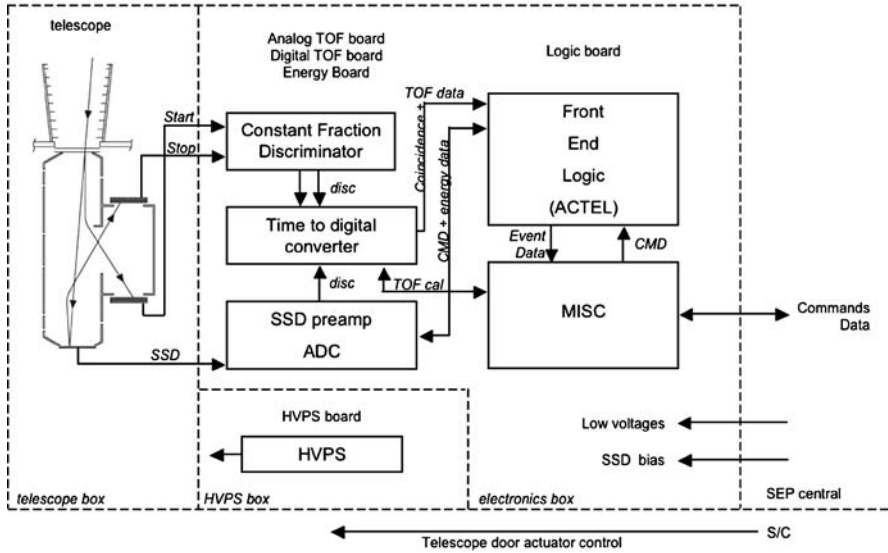 telescope
Analog TOF board
Digital TOF board
Energy Board
Logic board
Start
Stop
Constant Fraction
Discriminator
disc
Time to digital
converter
disc
SSD preamp
ADC
SSD
TOF data
Coincidence +
CMD + energy data
TOF cal
Front
End
Logic
(ACTEL)
Event
Data
CMD
MISC
Commands
Data
HVPS board
HVPS
Low voltages
SSD bias
telescope box
HVPS box
electronics box
SEP central
Telescope door actuator control
S/C